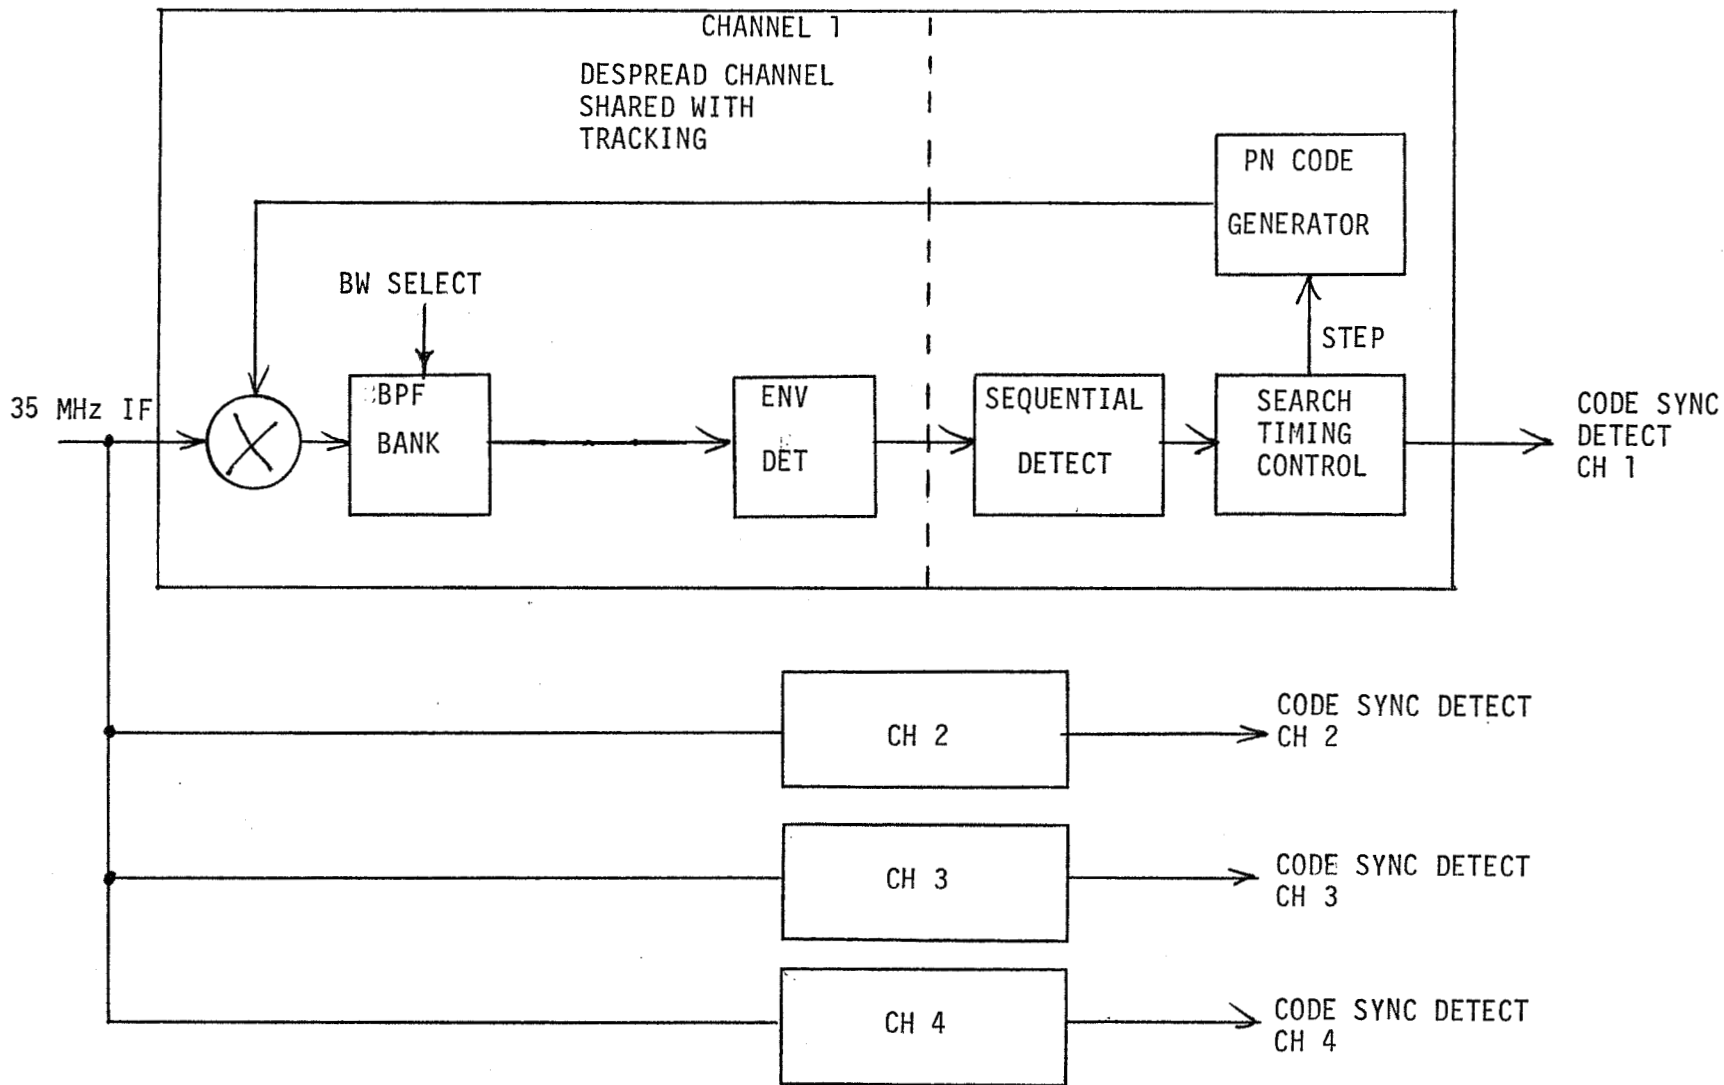 CHANNEL 1
DESPREAD CHANNEL
SHARED WITH
TRACKING
PN CODE
GENERATOR
BW SELECT
STEP
35 MHz IF
BPF
BANK
ENV
DET
SEQUENTIAL
DETECT
SEARCH
TIMING
CONTROL
CODE SYNC
DETECT
CH 1
CH 2
CODE SYNC DETECT
CH 2
CH 3
CODE SYNC DETECT
CH 3
CH 4
CODE SYNC DETECT
CH 4